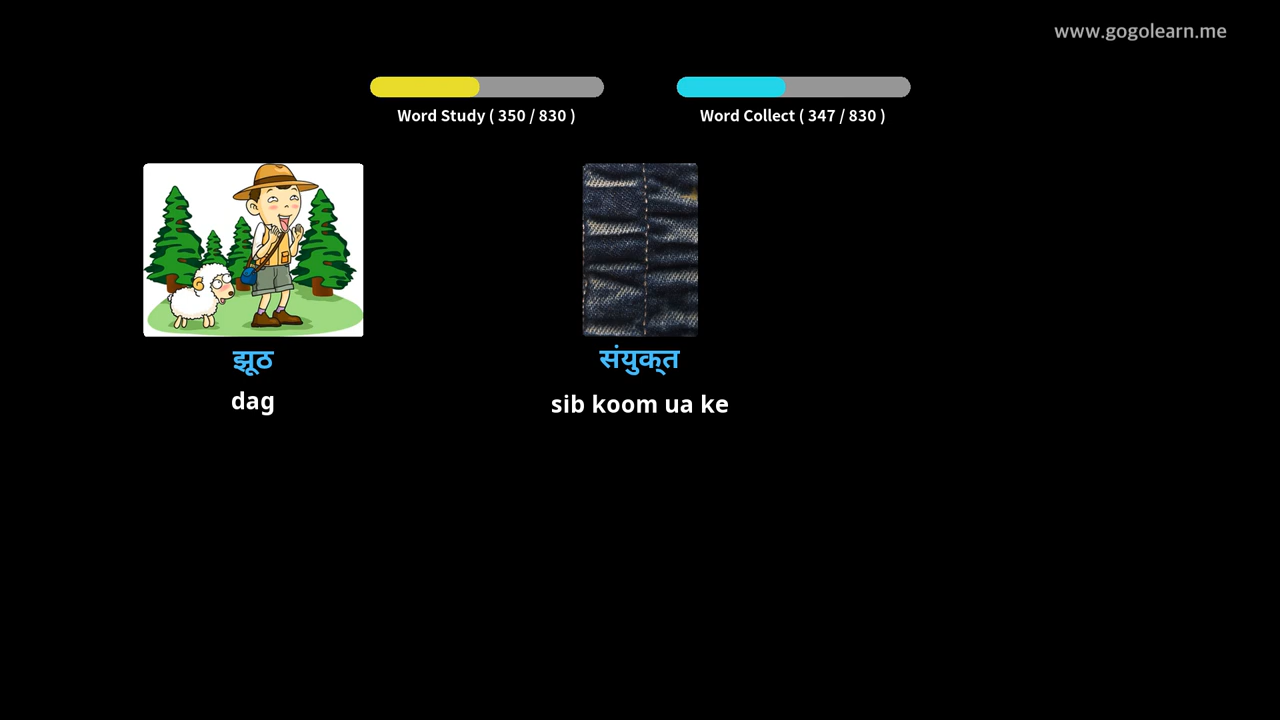 www.gogolearn.me
Word Study ( 350 / 830 )
Word Collect ( 347 / 830 )
झूठ
संयुक्त
dag
sib koom ua ke